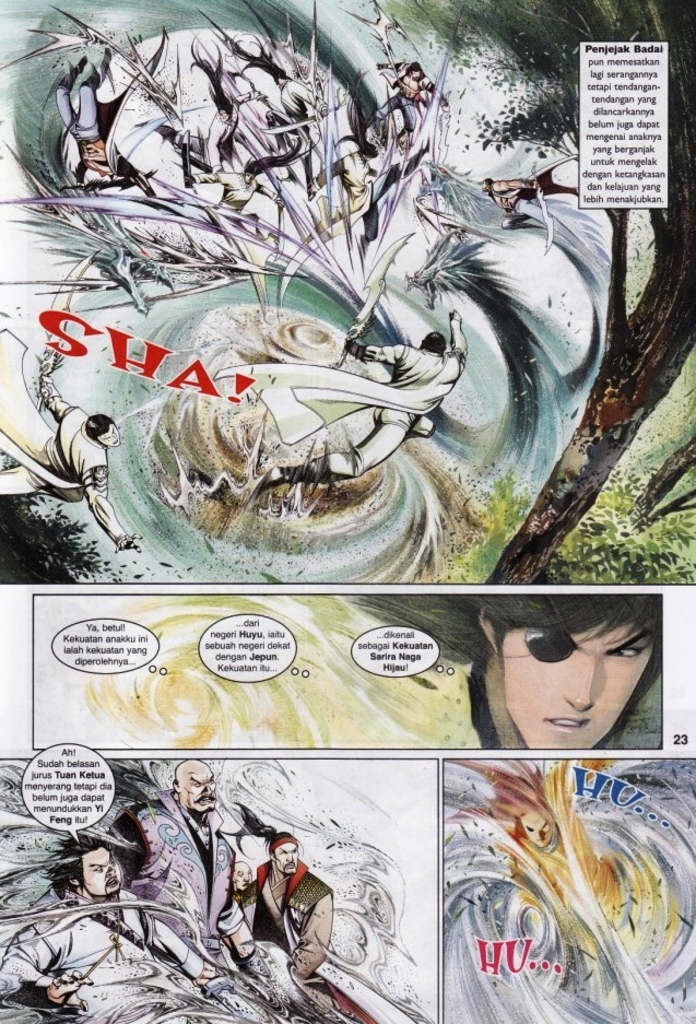 Penjejak Badai
pun memesatkan
lagi serangannya
tetapi tendangan-
tendangan yang
dilancarkannya
belum juga dapat
mengenai anaknya
yang berganjak
untuk mengelak
dengan ketangkasan
dan kelajuan yang
lebih menakjubkan.
SHA!
Ya, betul!
Kekuatan anakku ini
ialah kekuatan yang
diperolehnya...
...dari
negeri Huyu, iaitu
sebuah negeri dekat
dengan Jepun.
Kekuatan itu...
...dikenali
sebagai Kekuatan
Sarira Naga
Hijau!
23
Ah!
Sudah belasan
jurus Tuan Ketua
menyerang tetapi dia
belum juga dapat
menundukkan Yi
Feng itu!
HU...
HU...